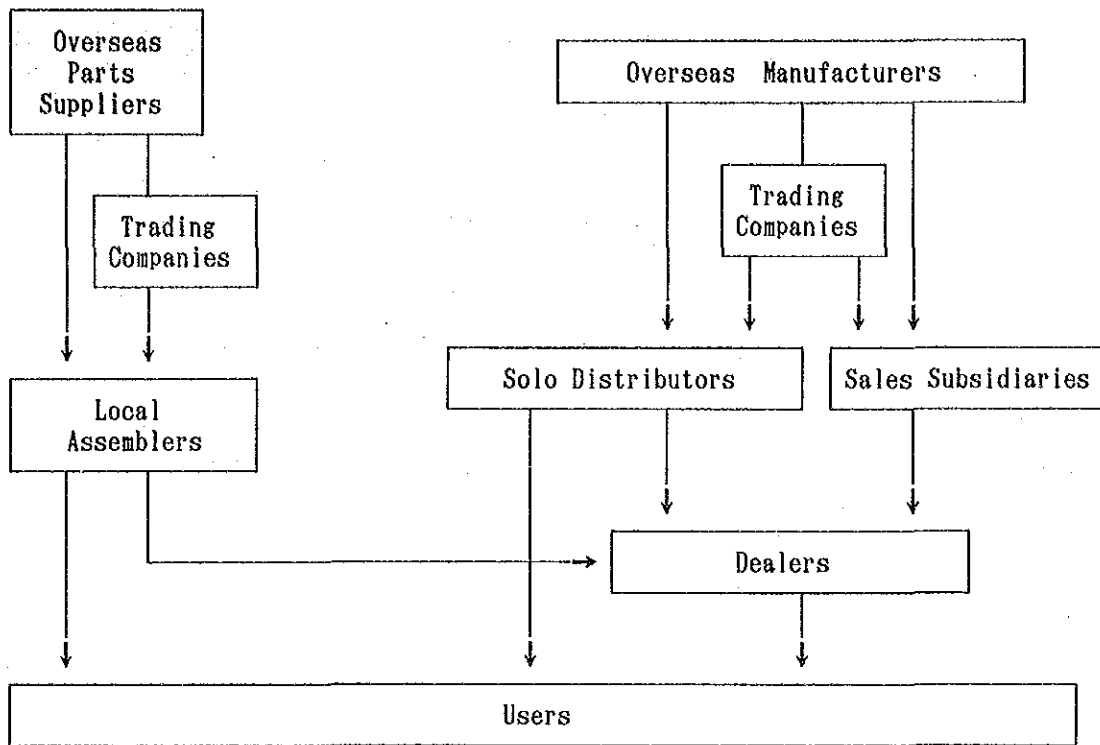 Overseas
Parts
Suppliers
Overseas Manufacturers
Trading
Companies
Trading
Companies
Solo Distributors
Sales Subsidiaries
Local
Assemblers
Dealers
Users